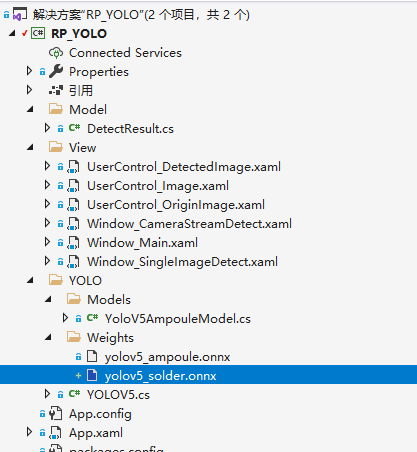 解决方案"RP_YOLO"(2 个项目，共 2 个)
RP_YOLO
Connected Services
Properties
引用
Model
DetectResult.cs
View
UserControl_DetectedImage.xaml
UserControl_Image.xaml
UserControl_OriginImage.xaml
Window_CameraStreamDetect.xaml
Window_Main.xaml
Window_SingleImageDetect.xaml
YOLO
Models
YoloV5AmpouleModel.cs
Weights
yolov5_ampoule.onnx
yolov5_solder.onnx
YOLOV5.cs
App.config
App.xaml
packages.config